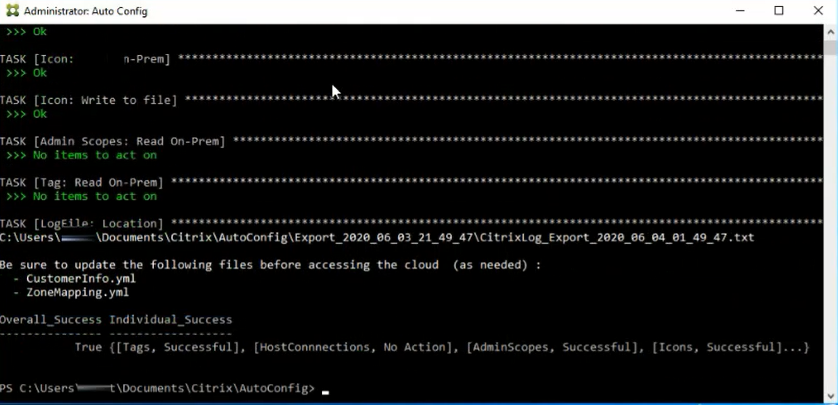 Administrator: Auto Config
>>> Ok
TASK [Icon: n-Prem] ****************************************************************************************
>>> Ok
TASK [Icon: Write to file] ****************************************************************************************
>>> Ok
TASK [Admin Scopes: Read On-Prem] ****************************************************************************************
>>> No items to act on
TASK [Tag: Read On-Prem] ****************************************************************************************
>>> No items to act on
TASK [LogFile: Location] ****************************************************************************************
C:\Users\ \Documents\Citrix\AutoConfig\Export_2020_06_03_21_49_47\CitrixLog_Export_2020_06_04_01_49_47.txt
Be sure to update the following files before accessing the cloud (as needed) :
- CustomerInfo.yml
- ZoneMapping.yml
Overall_Success Individual_Success
--------------- ------------------
True {[Tags, Successful], [HostConnnections, No Action], [AdminScopes, Successful], [Icons, Successful]...}
PS C:\Users\ t\Documents\Citrix\AutoConfig> _